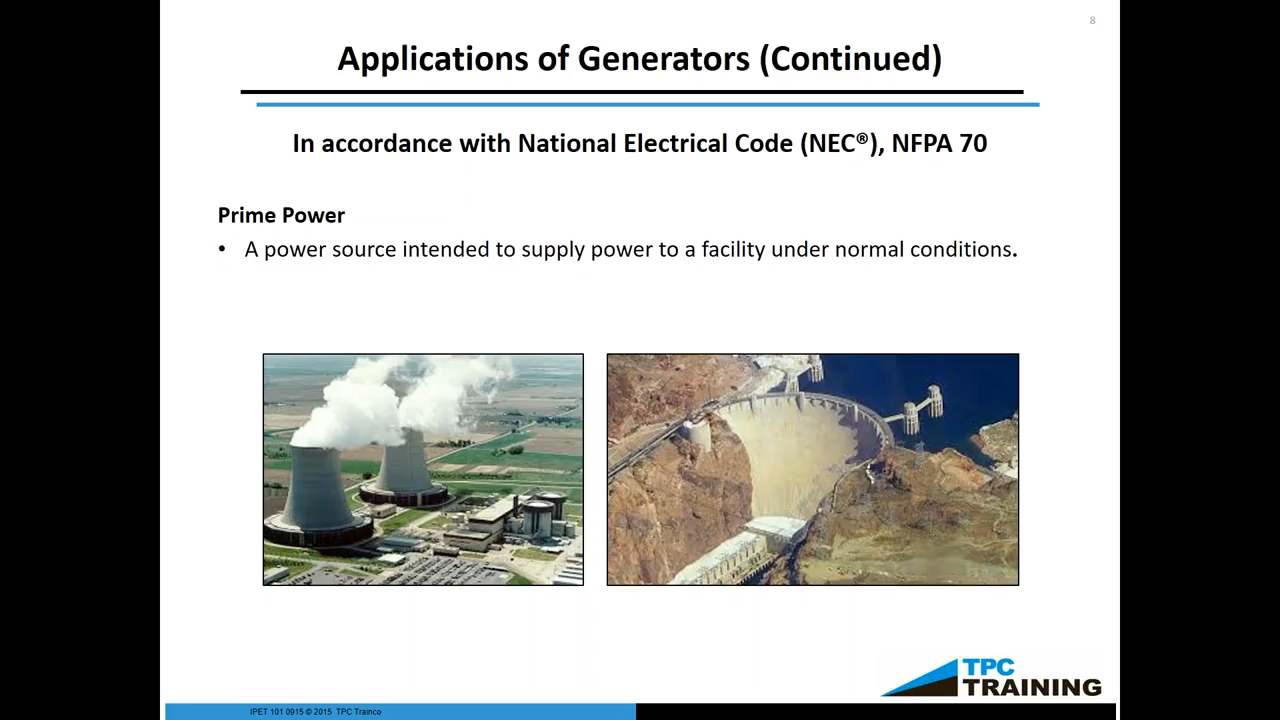 8
Applications of Generators (Continued)
In accordance with National Electrical Code (NEC®), NFPA 70
Prime Power
• A power source intended to supply power to a facility under normal conditions.
TPC
TRAINING
IPET 101 0915 © 2015 TPC Trainco